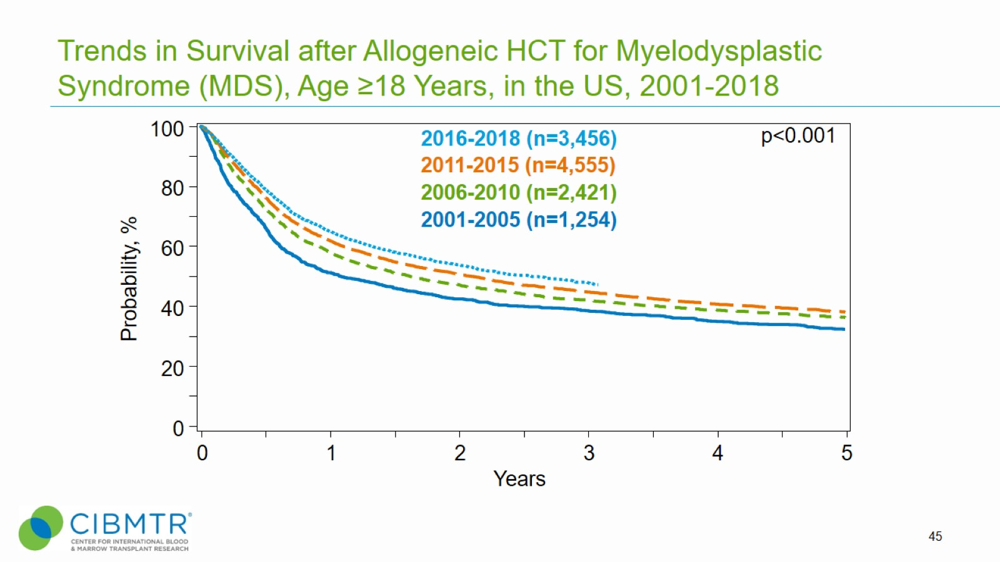 Trends in Survival after Allogeneic HCT for Myelodysplastic
Syndrome (MDS), Age ≥18 Years, in the US, 2001-2018
100
80
60
40
20
0
Probability, %
2016-2018 (n=3,456)
2011-2015 (n=4,555)
2006-2010 (n=2,421)
2001-2005 (n=1,254)
p<0.001
0 1 2 3 4 5
Years
CIBMTR®
CENTER FOR INTERNATIONAL BLOOD
& MARROW TRANSPLANT RESEARCH
45